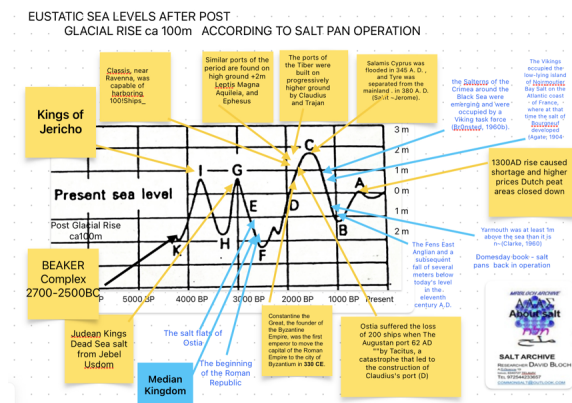 EUSTATIC SEA LEVELS AFTER POST
GLACIAL RISE ca 100m ACCORDING TO SALT PAN OPERATION
Classis, near
Ravenna, was
capable of
harboring
100!Ships_
Similar ports of the
period are found on
high ground +2m
Leptis Magna
Aquileia, and
Ephesus
The ports of
the Tiber were
built on
progressively
higher ground
by Claudius
and Trajan
Salamis Cyprus was
flooded in 345 A. D. ,
and Tyre was
separated from the
mainland . in 380 A. D.
=Jerome).
the Salterns of the
Crimea around the
Black Sea were
emerging and were
occupied by a
Viking task force
(Brönsted, 1960b).
The Vikings
occupied the
low-lying island
of Noirmoutier
Bay Salt on the
Atlantic coast
of France,
where at that
time the salt of
Bourgneuf
developed
(Agate; 1904-
Kings of
Jericho
3 m
2 m
1 m
0 m
1 m
2 m
I
G
C
A
E
D
B
H
F
K
Present sea level
Post Glacial Rise
ca100m
1300AD rise caused
shortage and higher
prices Dutch peat
areas closed down
Yarmouth was at least 1m
above the sea than it is
n~(Clarke, 1960)
Domesday book - salt
pans back in operation
BEAKER
Complex
2700-2500BC
5000 BP
4000 BP
3000 BP
2000 BP
1000 BP
Present
The Fens East
Anglian and a
subsequent
fall of several
meters below
today's level
in the
eleventh
century A.D.
Judean Kings
Dead Sea salt
from Jebel
Usdom
The salt flats of
Ostia
The beginning
of the Roman
Republic
Median
Kingdom
Constantine the
Great, the founder of
the Byzantine
Empire, was the first
emperor to move the
capital of the Roman
Empire to the city of
Byzantium in 330 CE.
Ostia suffered the loss
of 200 ships when The
Augustan port 62 AD
""by Tacitus, a
catastrophe that led to
the construction of
Claudius's port (D)
MRBLOCH ARCHIVE
About salt
SALT ARCHIVE
RESEARCHER DAVID BLOCH